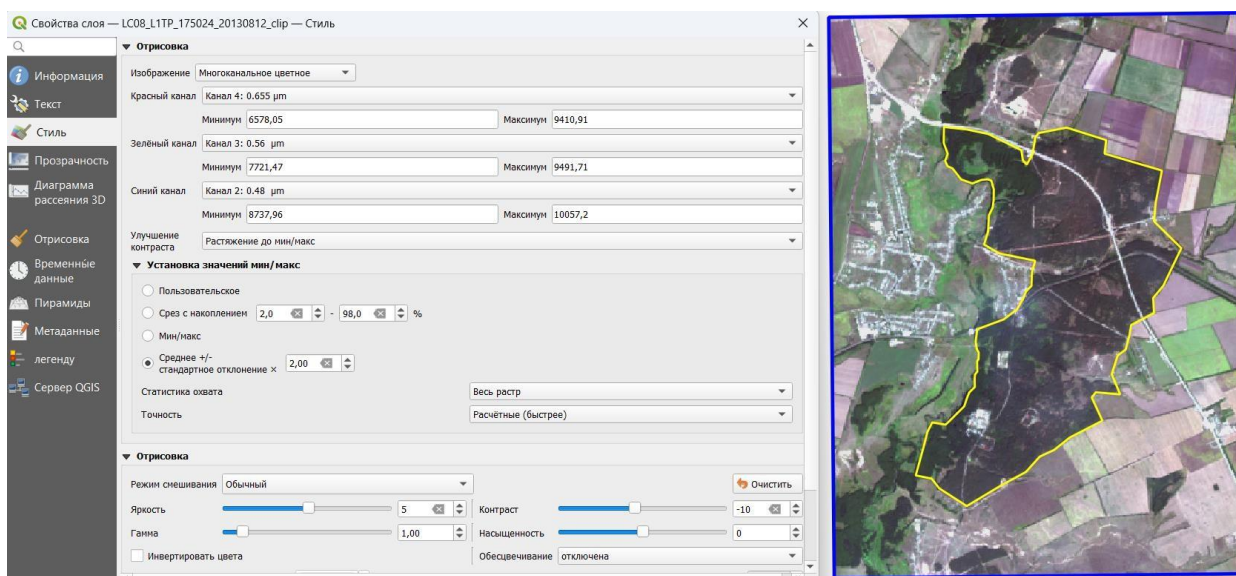 Свойства слоя — LC08_L1TP_175024_20130812_clip — Стиль
Информация
Текст
Стиль
Прозрачность
Диаграмма
рассеяния 3D
Отрисовка
Временные
данные
Пирамиды
Метаданные
легенду
Сервер QGIS
Отрисовка
Изображение Многоканальное цветное
Красный канал Канал 4: 0.655 µm
Минимум 6578,05 Максимум 9410,91
Зелёный канал Канал 3: 0.56 µm
Минимум 7721,47 Максимум 9491,71
Синий канал Канал 2: 0.48 µm
Минимум 8737,96 Максимум 10057,2
Улучшение
контраста Растяжение до мин/макс
Установка значений мин/макс
Пользовательское
Срез с накоплением 2,0 - 98,0 %
Мин/макс
Среднее +/-
стандартное отклонение × 2,00
Статистика охвата Весь растр
Точность Расчётные (быстрее)
Отрисовка
Режим смешивания Обычный Очистить
Яркость 5 Контраст -10
Гамма 1,00 Насыщенность 0
Инвертировать цвета Обесцвечивание отключена